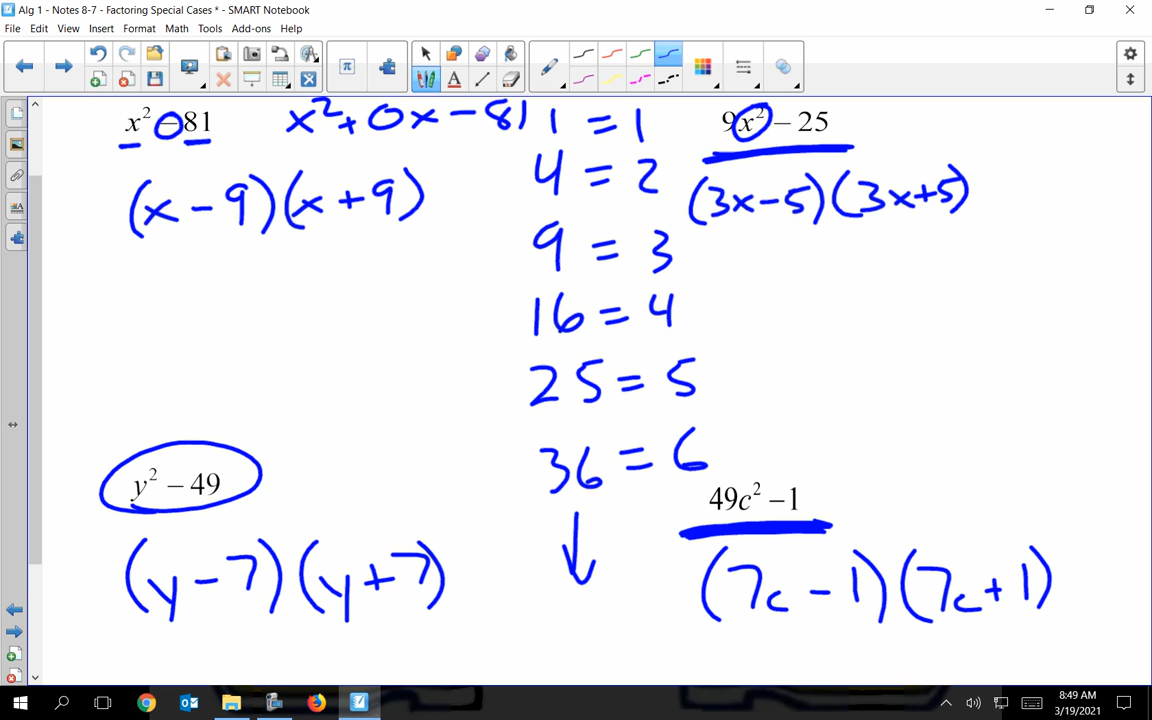 Alg 1 - Notes 8-7 - Factoring Special Cases * - SMART Notebook
File Edit View Insert Format Math Tools Add-ons Help
x² – 81
x² + 0x – 81
(x – 9)(x + 9)
1 = 1
4 = 2
9 = 3
16 = 4
25 = 5
36 = 6
9x² – 25
(3x – 5)(3x + 5)
y² – 49
(y – 7)(y + 7)
49c² – 1
(7c – 1)(7c + 1)
8:49 AM
3/19/2021